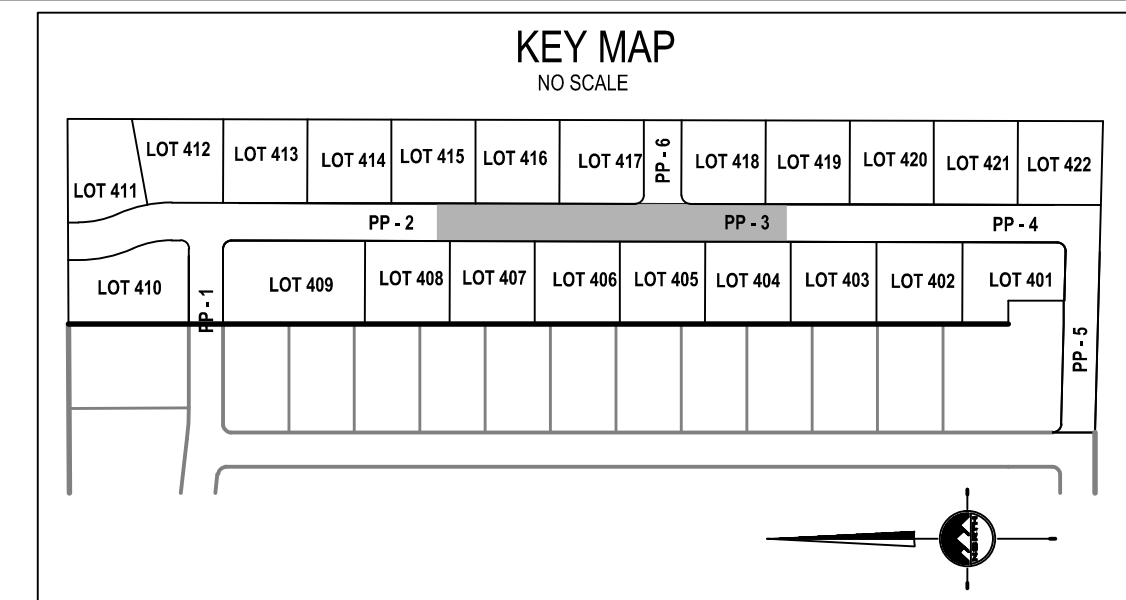 KEY MAP
NO SCALE
LOT 411
LOT 412
LOT 413
LOT 414
LOT 415
LOT 416
LOT 417
PP - 6
LOT 418
LOT 419
LOT 420
LOT 421
LOT 422
PP - 2
PP - 3
PP - 4
LOT 410
PP - 1
LOT 409
LOT 408
LOT 407
LOT 406
LOT 405
LOT 404
LOT 403
LOT 402
LOT 401
PP - 5
NORTH